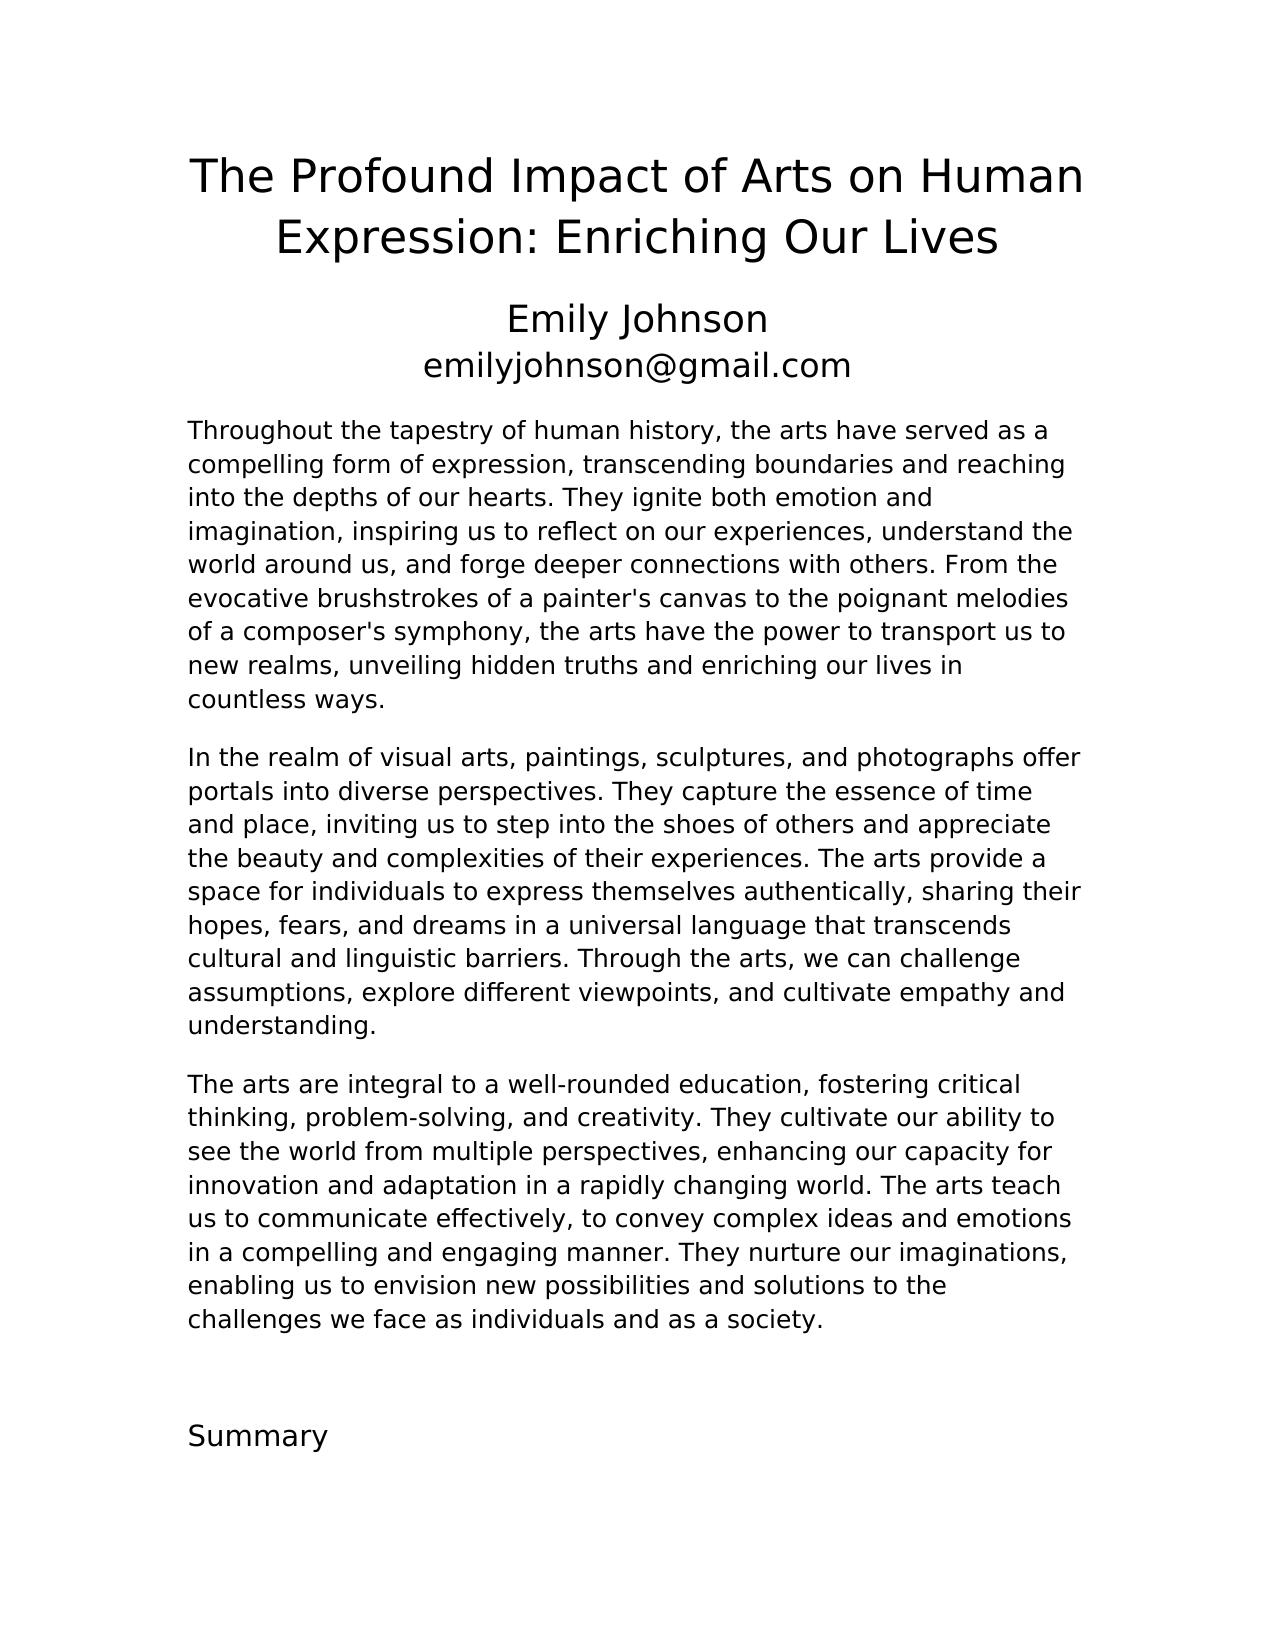 The Profound Impact of Arts on Human
Expression: Enriching Our Lives
Emily Johnson
emilyjohnson@gmail.com
Throughout the tapestry of human history, the arts have served as a
compelling form of expression, transcending boundaries and reaching
into the depths of our hearts. They ignite both emotion and
imagination, inspiring us to reflect on our experiences, understand the
world around us, and forge deeper connections with others. From the
evocative brushstrokes of a painter's canvas to the poignant melodies
of a composer's symphony, the arts have the power to transport us to
new realms, unveiling hidden truths and enriching our lives in
countless ways.
In the realm of visual arts, paintings, sculptures, and photographs offer
portals into diverse perspectives. They capture the essence of time
and place, inviting us to step into the shoes of others and appreciate
the beauty and complexities of their experiences. The arts provide a
space for individuals to express themselves authentically, sharing their
hopes, fears, and dreams in a universal language that transcends
cultural and linguistic barriers. Through the arts, we can challenge
assumptions, explore different viewpoints, and cultivate empathy and
understanding.
The arts are integral to a well-rounded education, fostering critical
thinking, problem-solving, and creativity. They cultivate our ability to
see the world from multiple perspectives, enhancing our capacity for
innovation and adaptation in a rapidly changing world. The arts teach
us to communicate effectively, to convey complex ideas and emotions
in a compelling and engaging manner. They nurture our imaginations,
enabling us to envision new possibilities and solutions to the
challenges we face as individuals and as a society.
Summary